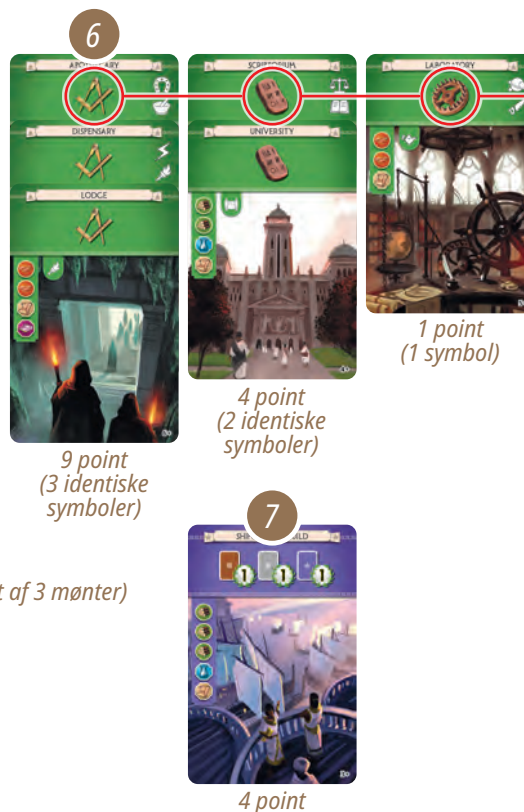 6
APOTHECARY
SCRIPTORIUM
LABORATORY
DISPENSARY
UNIVERSITY
LODGE
1 point
(1 symbol)
4 point
(2 identiske
symboler)
9 point
(3 identiske
symboler)
7
t af 3 mønter)
1
1
1
4 point